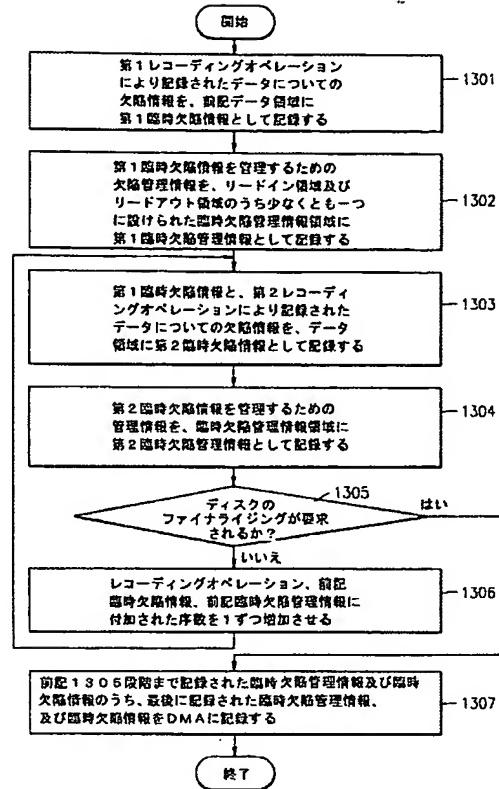 開始
第1レコーディングオペレーション
により記録されたデータについての
欠陥情報を、前記データ領域に
第1臨時欠陥情報として記録する
1301
第1臨時欠陥情報を管理するための
欠陥管理情報を、リードイン領域及び
リードアウト領域のうち少なくとも一つ
に設けられた臨時欠陥管理情報領域に
第1臨時欠陥管理情報として記録する
1302
第1臨時欠陥情報と、第2レコーディ
ングオペレーションにより記録された
データについての欠陥情報を、データ
領域に第2臨時欠陥情報として記録する
1303
第2臨時欠陥情報を管理するための
管理情報を、臨時欠陥管理情報領域に
第2臨時欠陥管理情報として記録する
1304
ディスクの
ファイナライジングが要求
されるか?
1305
はい
いいえ
レコーディングオペレーション、前記
臨時欠陥情報、前記臨時欠陥管理情報に
付加された序数を1ずつ増加させる
1306
前記1305段階まで記録された臨時欠陥管理情報及び臨時
欠陥情報のうち、最後に記録された臨時欠陥管理情報、
及び臨時欠陥情報をDMAに記録する
1307
終了